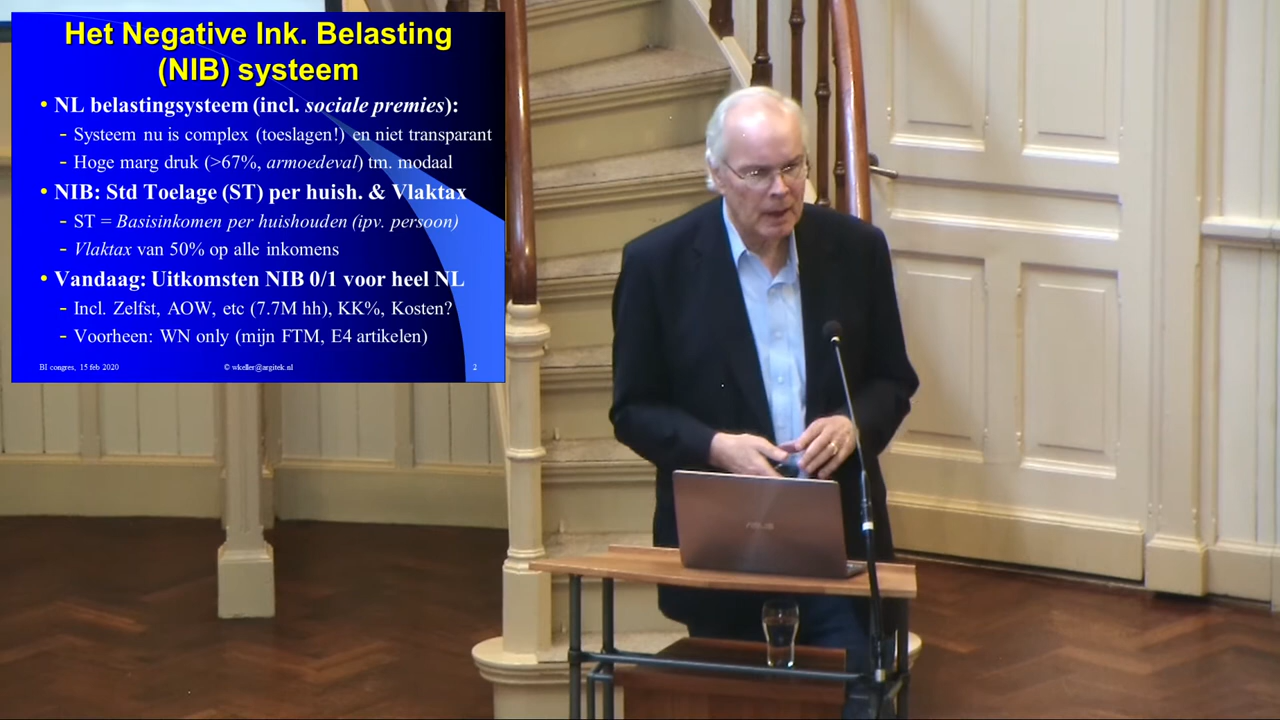 Het Negative Ink. Belasting
(NIB) systeem
• NL belastingsysteem (incl. sociale premies):
- Systeem nu is complex (toeslagen!) en niet transparant
- Hoge marg druk (>67%, armoedeval) tm. modaal
• NIB: Std Toelage (ST) per huish. & Vlaktax
- ST = Basisinkomen per huishouden (ipv. persoon)
- Vlaktax van 50% op alle inkomens
• Vandaag: Uitkomsten NIB 0/1 voor heel NL
- Incl. Zelfst, AOW, etc (7.7M hh), KK%, Kosten?
- Voorheen: WN only (mijn FTM, E4 artikelen)
BI congres, 15 feb 2020 © wkeller@argitek.nl 2
ASUS